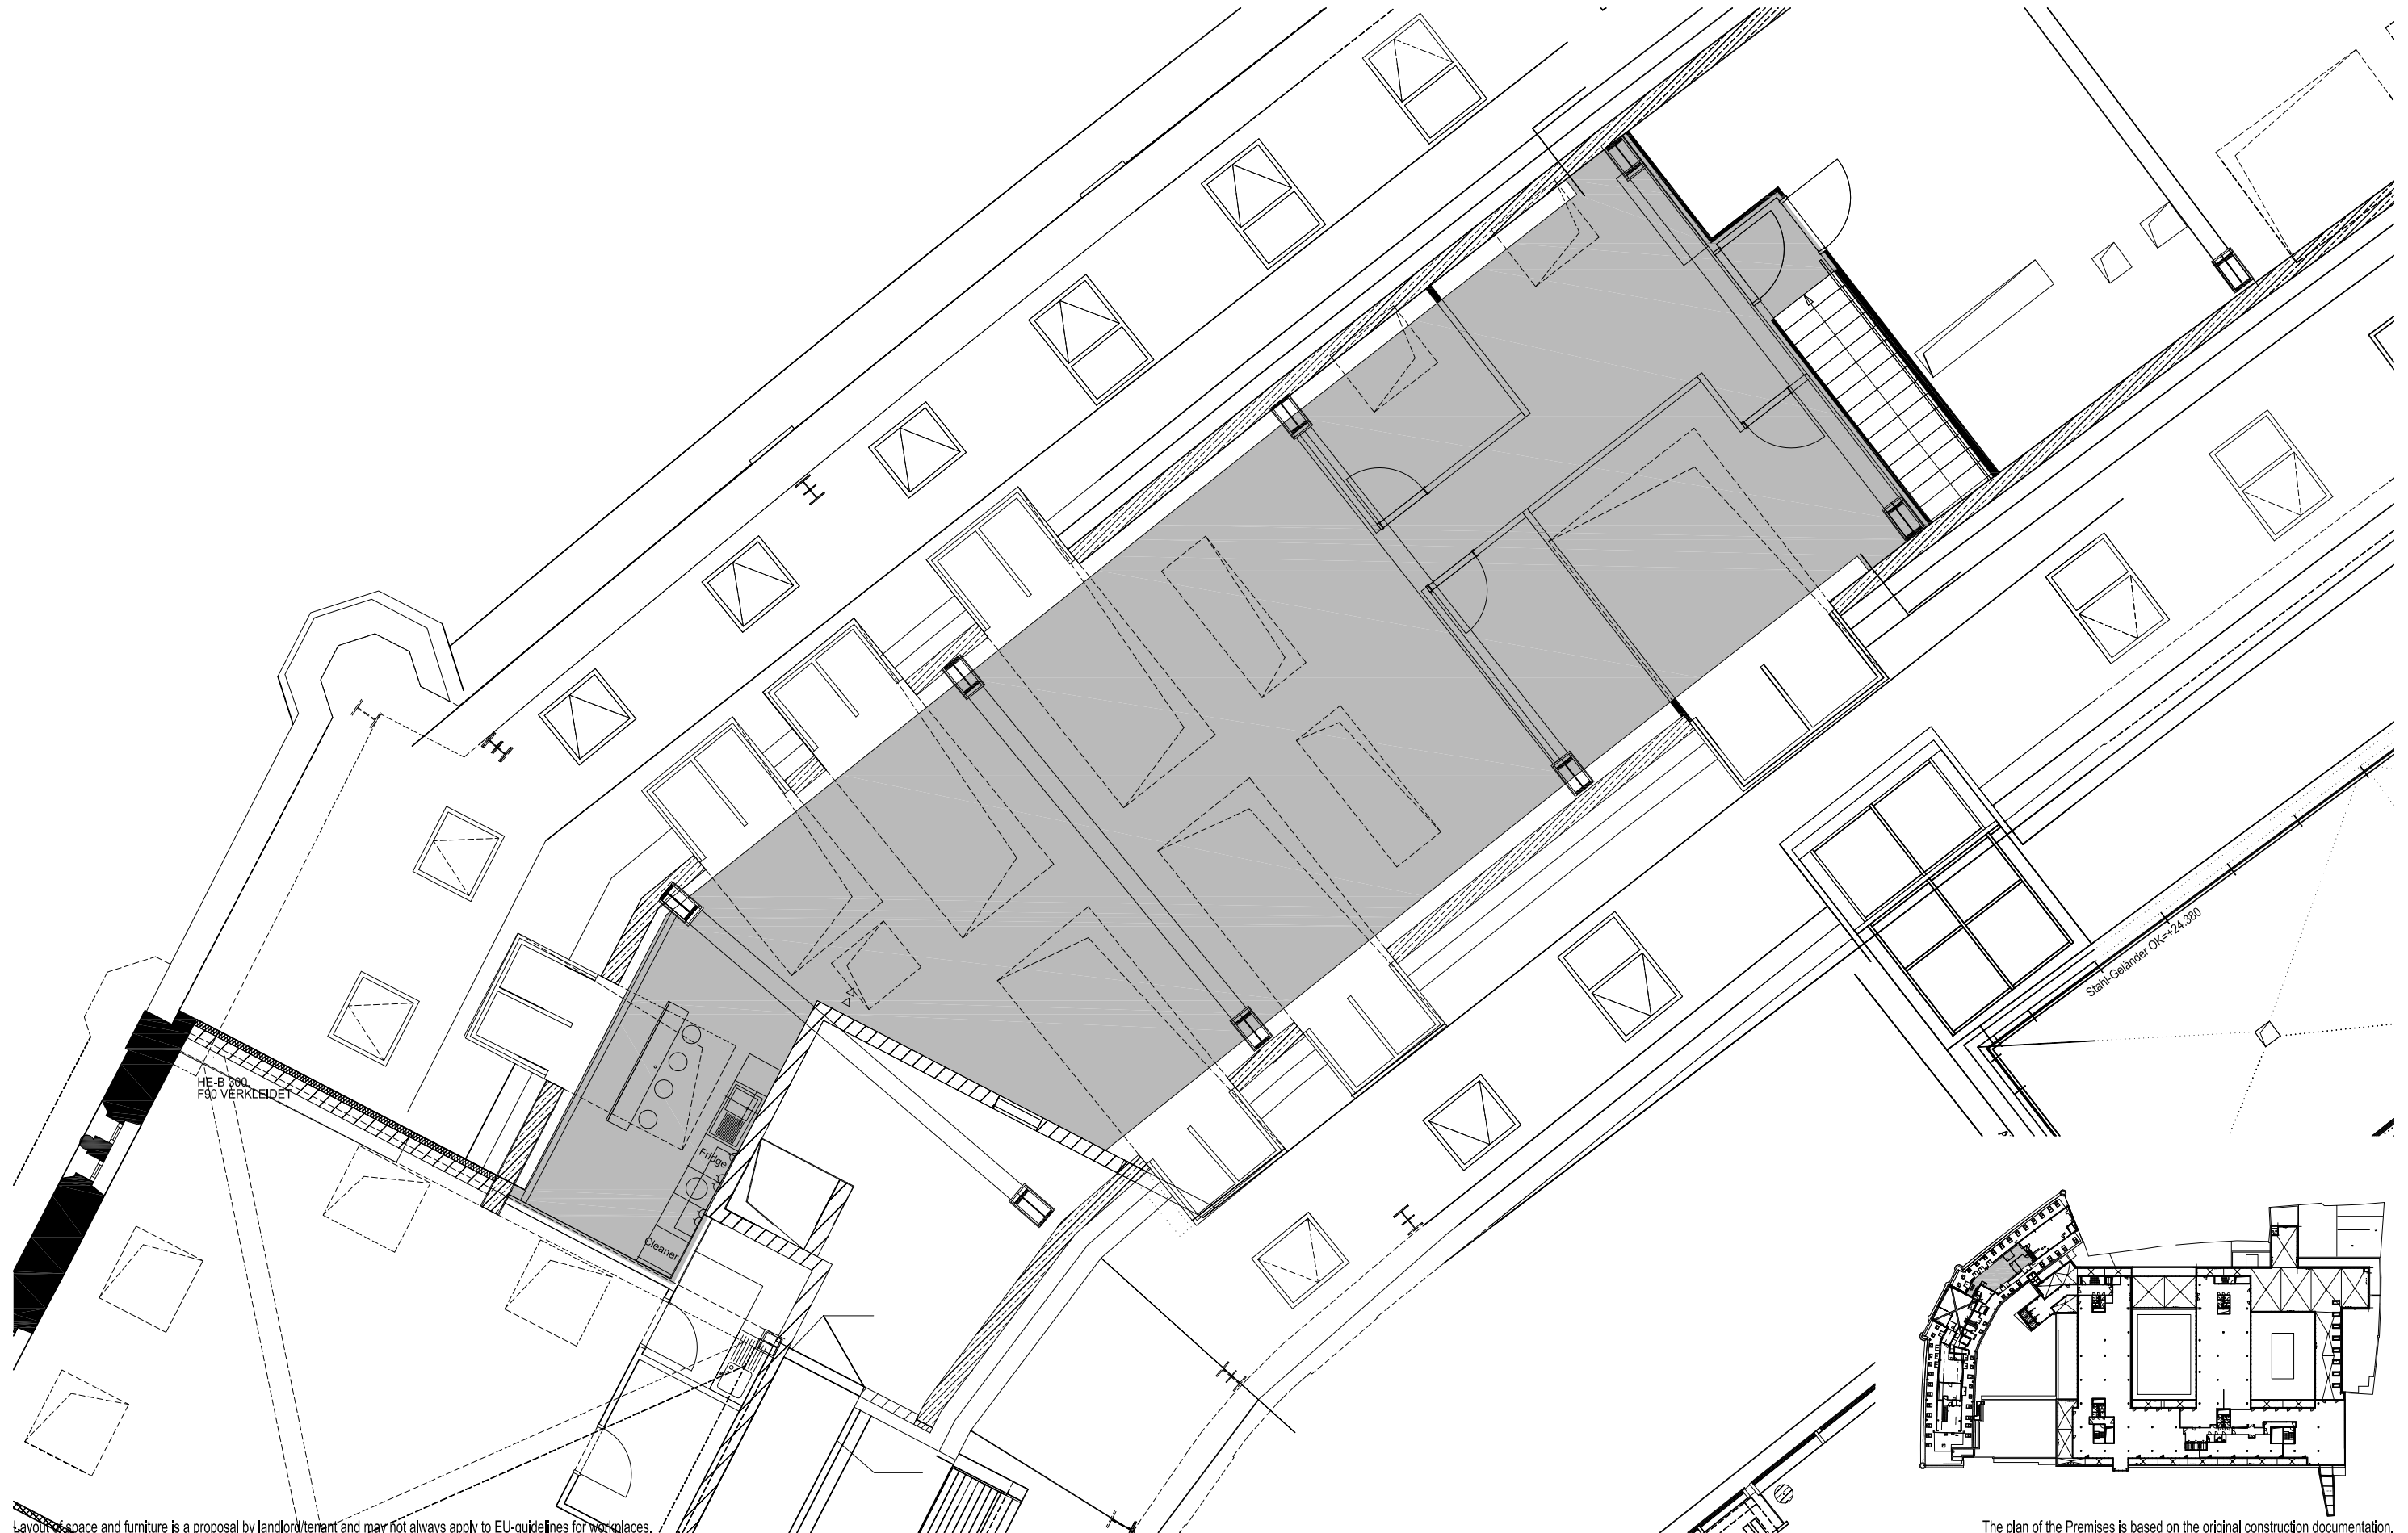 Stahl-Geländer OK=+24.380
HE-B 300
F90 VERKLEIDET
Fridge
Cleaner
Layout of space and furniture is a proposal by landlord/tenant and may not always apply to EU-guidelines for workplaces.
The plan of the Premises is based on the original construction documentation.